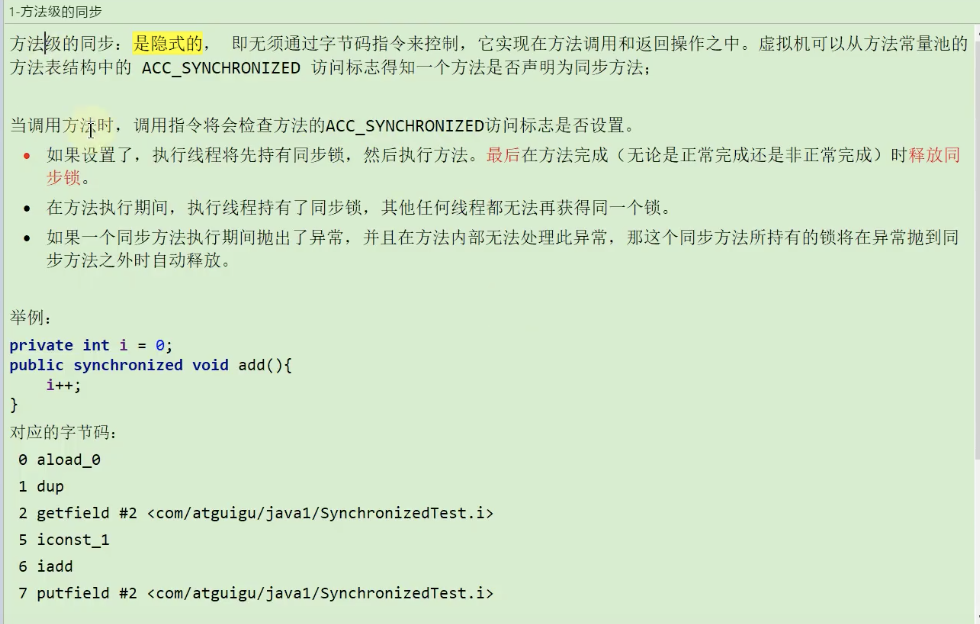 1-方法级的同步
方法级的同步：是隐式的， 即无须通过字节码指令来控制，它实现在方法调用和返回操作之中。虚拟机可以从方法常量池的
方法表结构中的 ACC_SYNCHRONIZED 访问标志得知一个方法是否声明为同步方法；
当调用方法时，调用指令将会检查方法的ACC_SYNCHRONIZED访问标志是否设置。
• 如果设置了，执行线程将先持有同步锁，然后执行方法。最后在方法完成（无论是正常完成还是非正常完成）时释放同
步锁。
• 在方法执行期间，执行线程持有了同步锁，其他任何线程都无法再获得同一个锁。
• 如果一个同步方法执行期间抛出了异常，并且在方法内部无法处理此异常，那这个同步方法所持有的锁将在异常抛到同
步方法之外时自动释放。
举例：
private int i = 0;
public synchronized void add(){
    i++;
}
对应的字节码：
0 aload_0
1 dup
2 getfield #2 <com/atguigu/java1/SynchronizedTest.i>
5 iconst_1
6 iadd
7 putfield #2 <com/atguigu/java1/SynchronizedTest.i>